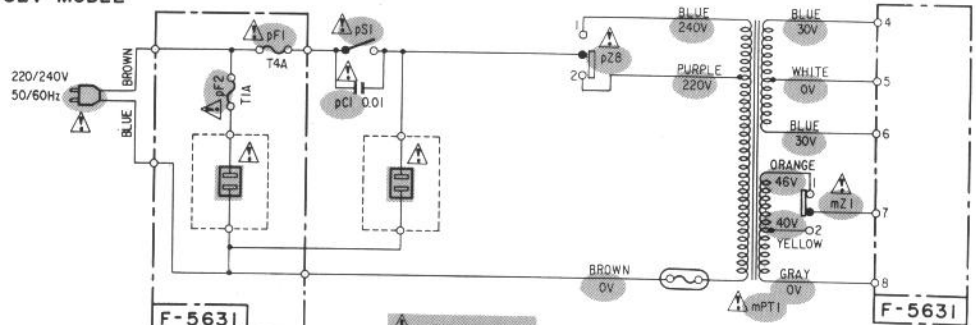 220/240V
50/60Hz
BROWN
BLUE
pF1
T4A
pF2
T1A
pS1
pC1 0.01
1
pZ8
2
BLUE
240V
PURPLE
220V
BROWN
0V
mPT1
BLUE
30V
4
WHITE
0V
5
BLUE
30V
6
ORANGE
46V
1
mZ1
7
40V
2
YELLOW
GRAY
0V
8
F-5631
F-5631